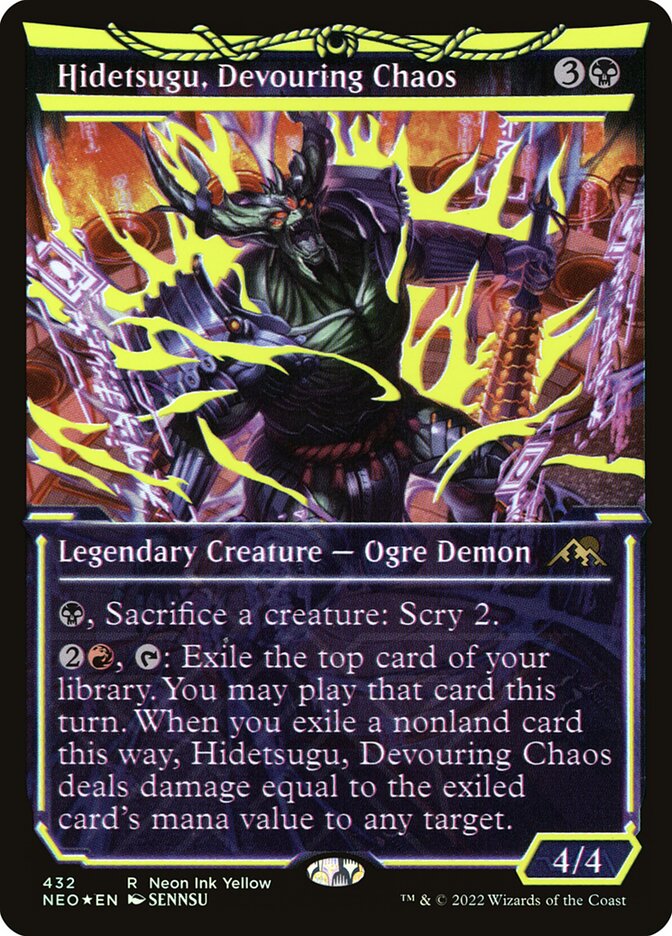 Hidetsugu, Devouring Chaos 3
Legendary Creature — Ogre Demon
, Sacrifice a creature: Scry 2.
2 , : Exile the top card of your
library. You may play that card this
turn. When you exile a nonland card
this way, Hidetsugu, Devouring Chaos
deals damage equal to the exiled
card's mana value to any target.
4/4
432 R Neon Ink Yellow
NEO★EN SENNSU ™ & © 2022 Wizards of the Coast